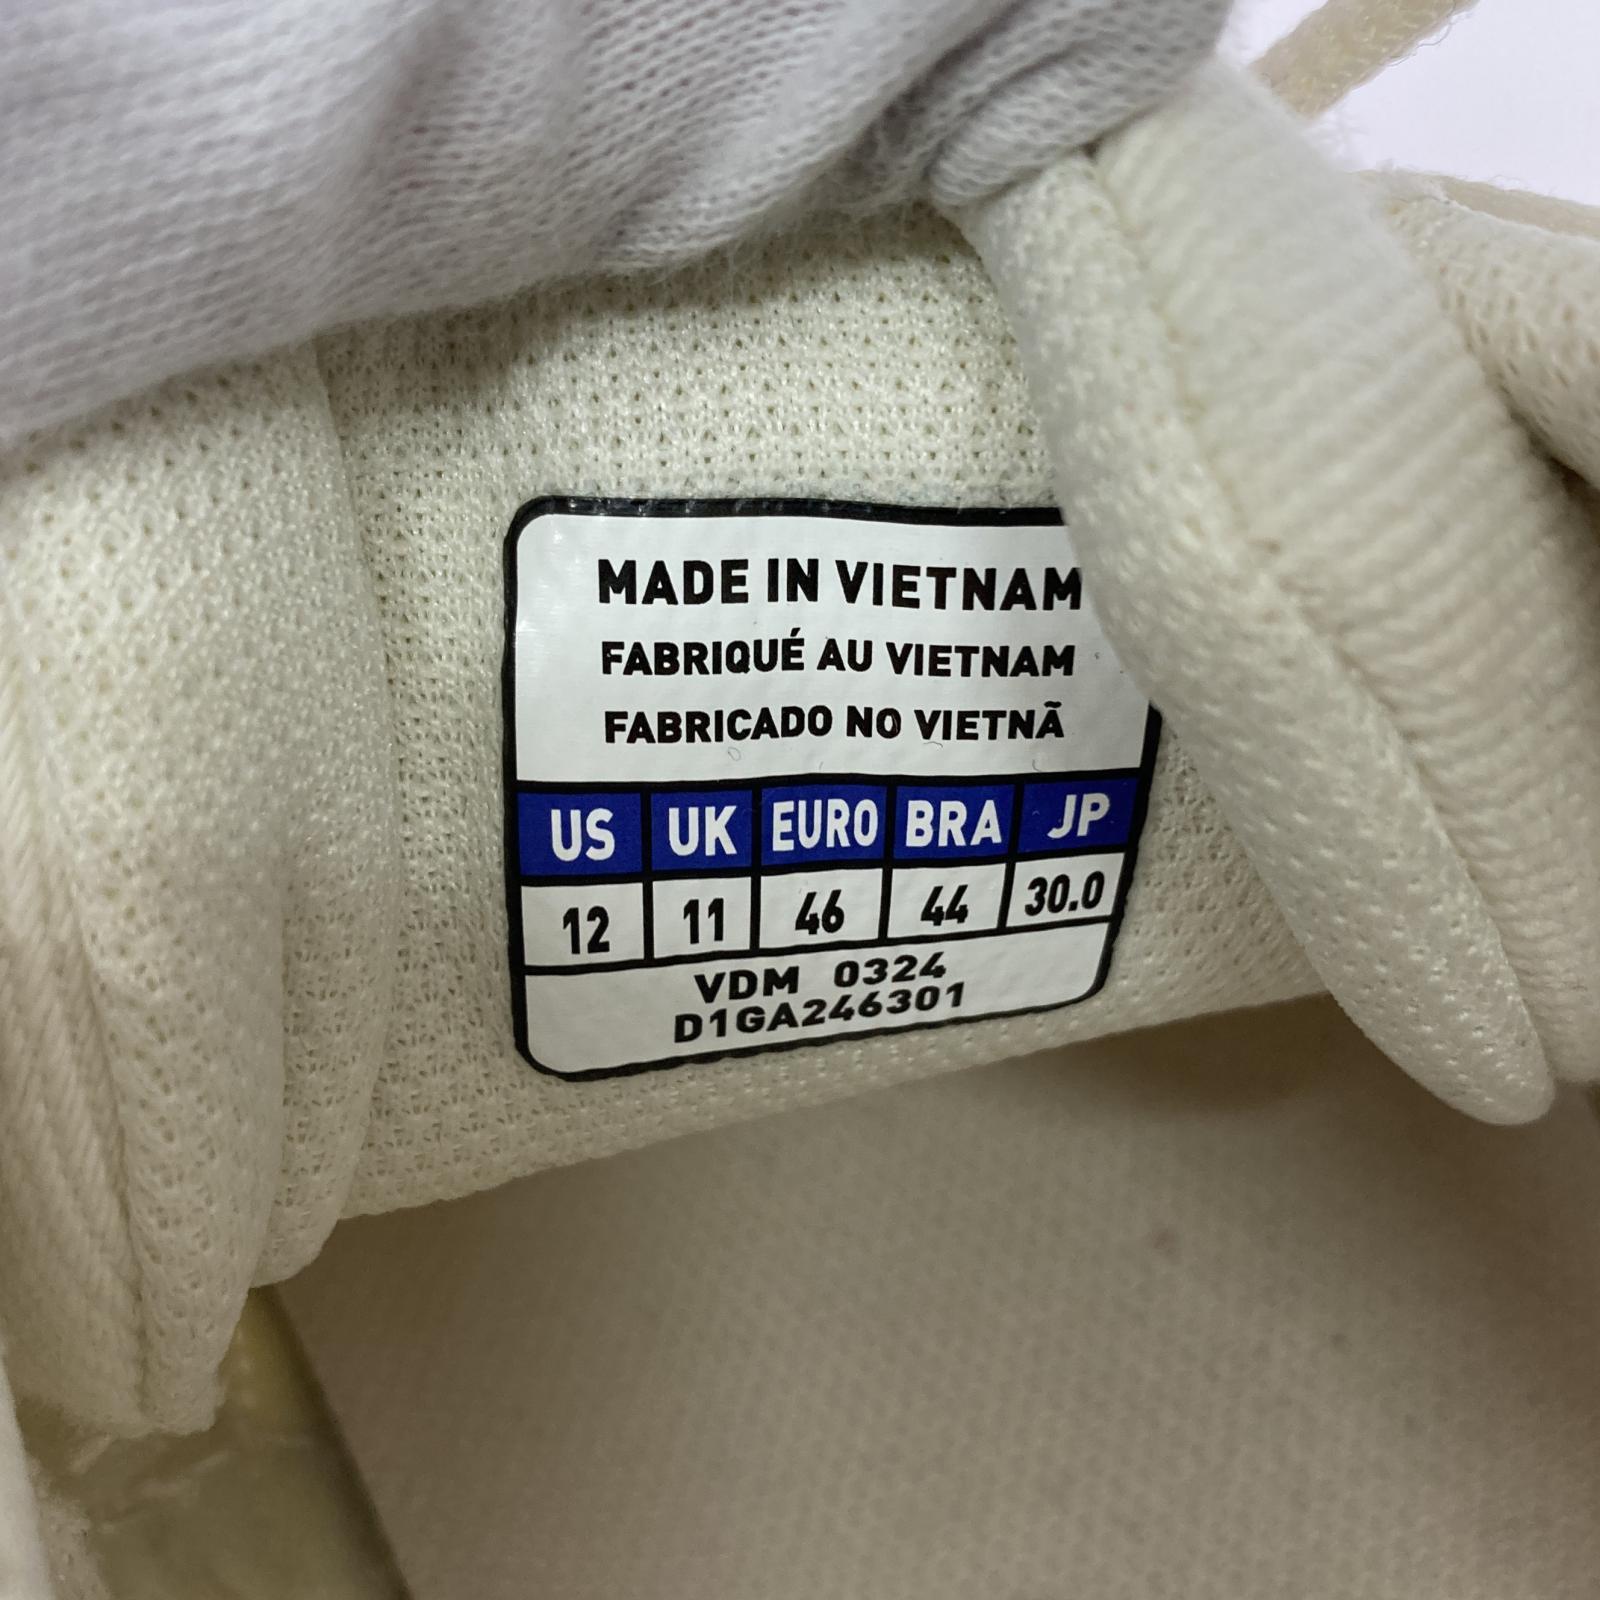 MADE IN VIETNAM
FABRIQUÉ AU VIETNAM
FABRICADO NO VIETNÃ
US UK EURO BRA JP
12 11 46 44 30.0
VDM 0324
D1GA246301